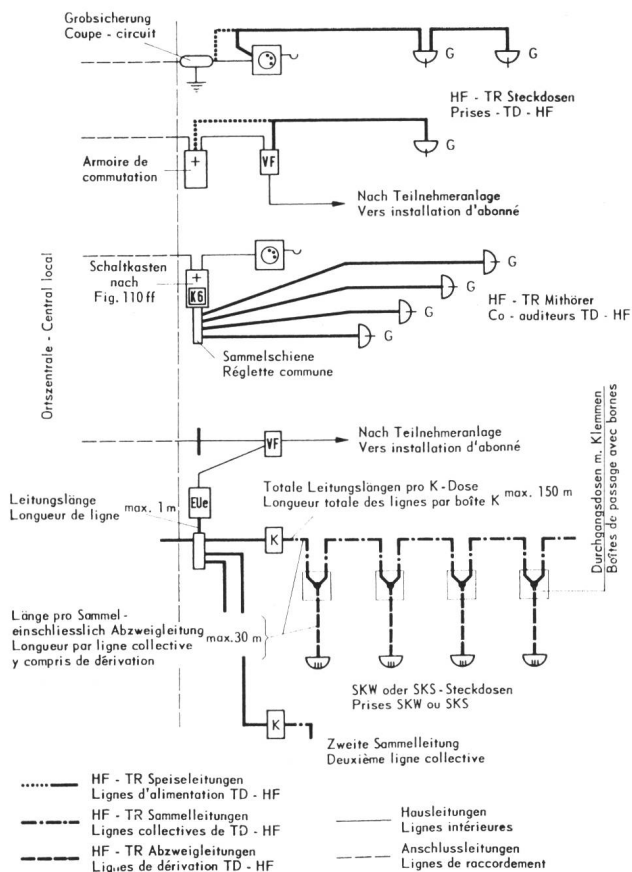 Grobsicherung
Coupe - circuit
G
G
HF - TR Steckdosen
Prises - TD - HF
+
VF
G
Armoire de
commutation
Nach Teilnehmeranlage
Vers installation d'abonné
Ortszentrale - Central local
Schaltkasten
nach
Fig. 110 ff
+
K6
G
G
G
G
HF - TR Mithörer
Co - auditeurs TD - HF
Sammelschiene
Réglette commune
VF
Nach Teilnehmeranlage
Vers installation d'abonné
Durchgangsdosen m. Klemmen
Boîtes de passage avec bornes
Leitungslänge
Longueur de ligne
max. 1 m
EUe
Totale Leitungslängen pro K - Dose
Longueur totale des lignes par boîte K
max. 150 m
K
Länge pro Sammel -
einschliesslich Abzweigleitung
Longueur par ligne collective
y compris de dérivation
max. 30 m
SKW oder SKS - Steckdosen
Prises SKW ou SKS
K
Zweite Sammelleitung
Deuxième ligne collective
HF - TR Speiseleitungen
Lignes d'alimentation TD - HF
HF - TR Sammelleitungen
Lignes collectives de TD - HF
HF - TR Abzweigleitungen
Lignes de dérivation TD - HF
Hausleitungen
Lignes intérieures
Anschlussleitungen
Lignes de raccordement